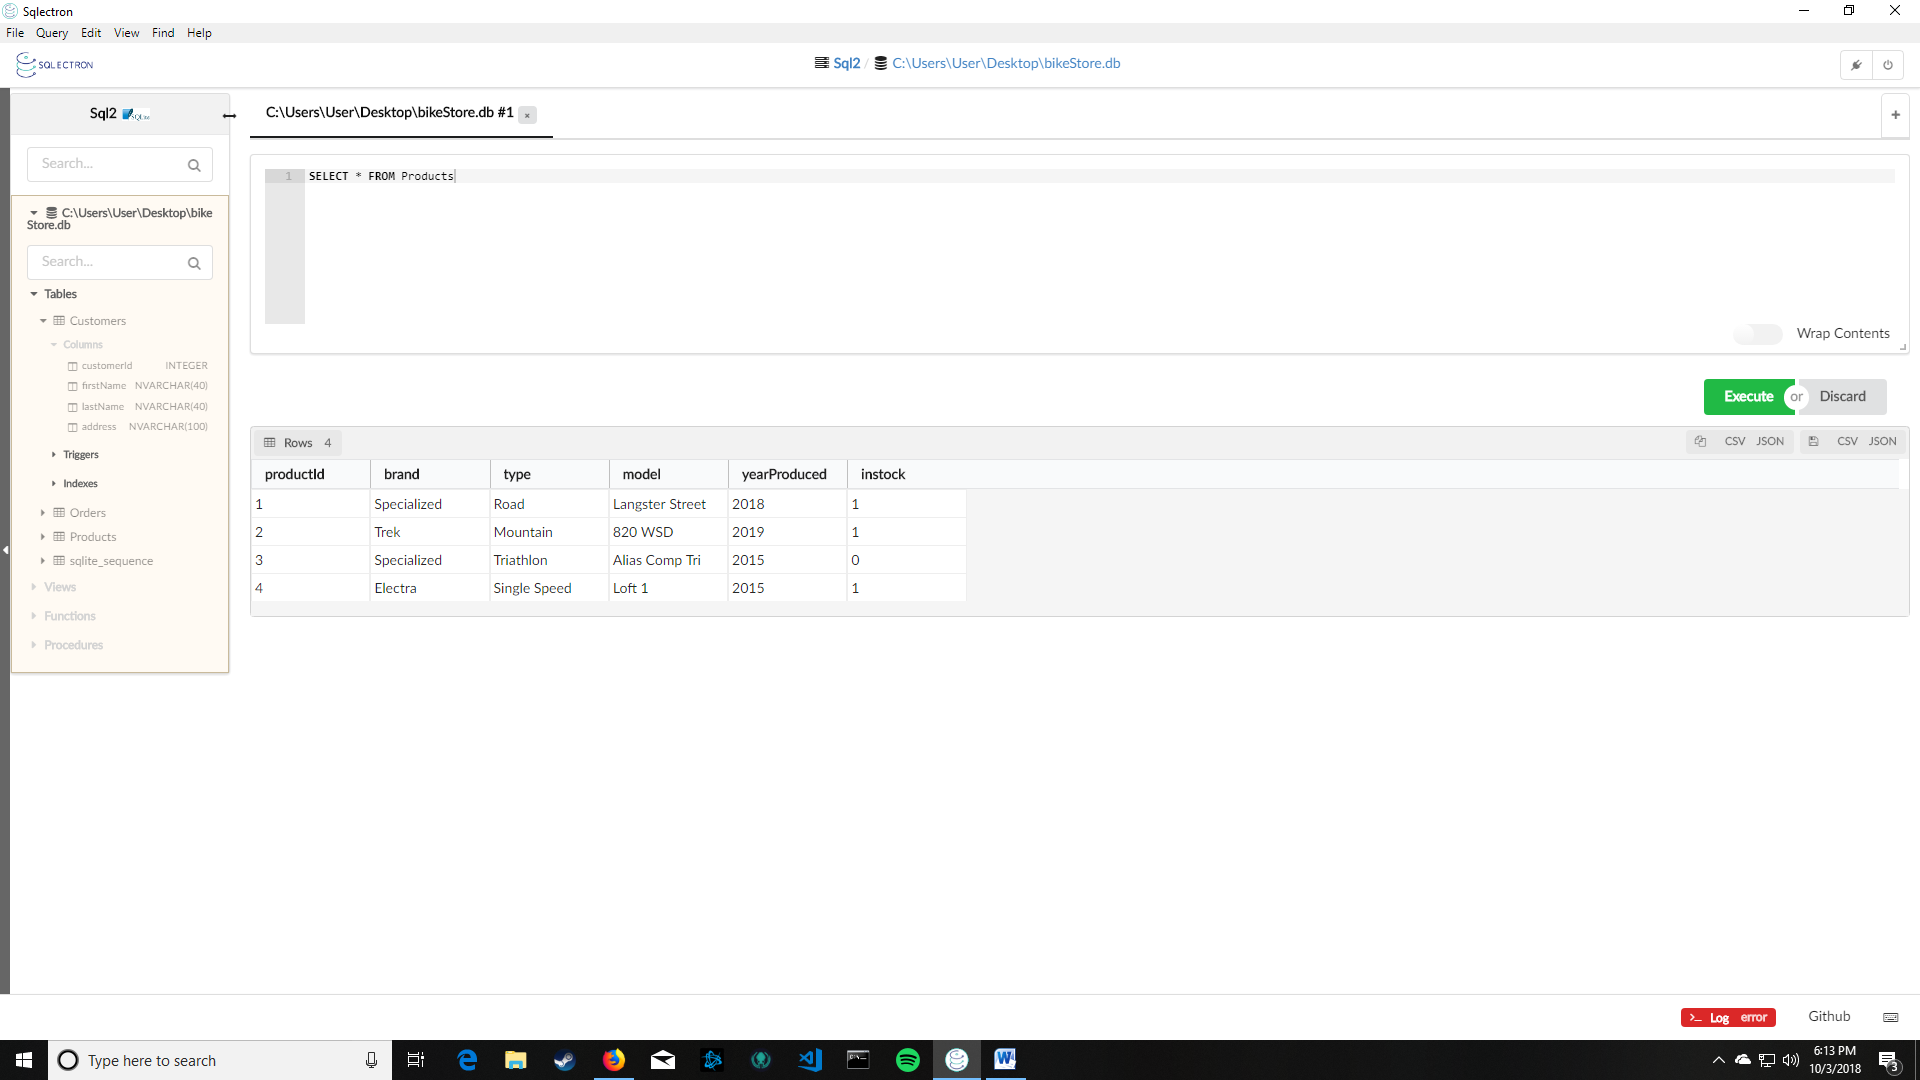 Sqlectron
File Query Edit View Find Help
SQLECTRON
Sql2 / C:\Users\User\Desktop\bikeStore.db
Sql2 SQLite
C:\Users\User\Desktop\bikeStore.db #1 ×
+
Search...
1 SELECT * FROM Products
C:\Users\User\Desktop\bike
Store.db
Search...
Tables
Customers
Columns
customerId INTEGER
firstName NVARCHAR(40)
lastName NVARCHAR(40)
address NVARCHAR(100)
Triggers
Indexes
Orders
Products
sqlite_sequence
Views
Functions
Procedures
Wrap Contents
Execute or Discard
Rows 4 CSV JSON CSV JSON
productId brand type model yearProduced instock
1 Specialized Road Langster Street 2018 1
2 Trek Mountain 820 WSD 2019 1
3 Specialized Triathlon Alias Comp Tri 2015 0
4 Electra Single Speed Loft 1 2015 1
>_ Log error Github
Type here to search
6:13 PM
10/3/2018
3